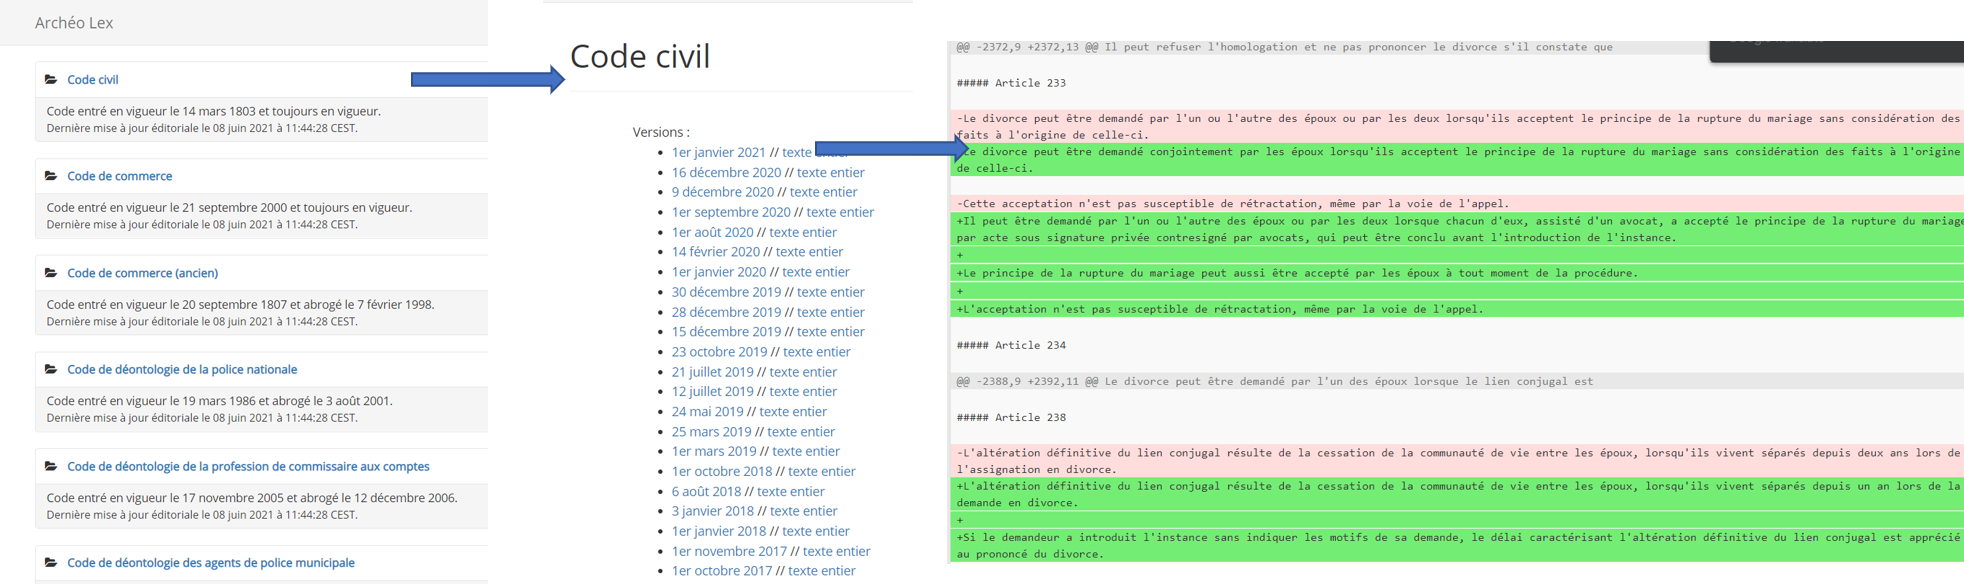 Archéo Lex
Code civil
Code entré en vigueur le 14 mars 1803 et toujours en vigueur.
Dernière mise à jour éditoriale le 08 juin 2021 à 11:44:28 CEST.
Code de commerce
Code entré en vigueur le 21 septembre 2000 et toujours en vigueur.
Dernière mise à jour éditoriale le 08 juin 2021 à 11:44:28 CEST.
Code de commerce (ancien)
Code entré en vigueur le 20 septembre 1807 et abrogé le 7 février 1998.
Dernière mise à jour éditoriale le 08 juin 2021 à 11:44:28 CEST.
Code de déontologie de la police nationale
Code entré en vigueur le 19 mars 1986 et abrogé le 3 août 2001.
Dernière mise à jour éditoriale le 08 juin 2021 à 11:44:28 CEST.
Code de déontologie de la profession de commissaire aux comptes
Code entré en vigueur le 17 novembre 2005 et abrogé le 12 décembre 2006.
Dernière mise à jour éditoriale le 08 juin 2021 à 11:44:28 CEST.
Code de déontologie des agents de police municipale
Code civil
Versions :
1er janvier 2021 // texte
16 décembre 2020 // texte entier
9 décembre 2020 // texte entier
1er septembre 2020 // texte entier
1er août 2020 // texte entier
14 février 2020 // texte entier
1er janvier 2020 // texte entier
30 décembre 2019 // texte entier
28 décembre 2019 // texte entier
15 décembre 2019 // texte entier
23 octobre 2019 // texte entier
21 juillet 2019 // texte entier
12 juillet 2019 // texte entier
24 mai 2019 // texte entier
25 mars 2019 // texte entier
1er mars 2019 // texte entier
1er octobre 2018 // texte entier
6 août 2018 // texte entier
3 janvier 2018 // texte entier
1er janvier 2018 // texte entier
1er novembre 2017 // texte entier
1er octobre 2017 // texte entier
@@ -2372,9 +2372,13 @@ Il peut refuser l'homologation et ne pas prononcer le divorce s'il constate que
##### Article 233
-Le divorce peut être demandé par l'un ou l'autre des époux ou par les deux lorsqu'ils acceptent le principe de la rupture du mariage sans considération des
faits à l'origine de celle-ci.
divorce peut être demandé conjointement par les époux lorsqu'ils acceptent le principe de la rupture du mariage sans considération des faits à l'origine
de celle-ci.
-Cette acceptation n'est pas susceptible de rétractation, même par la voie de l'appel.
+Il peut être demandé par l'un ou l'autre des époux ou par les deux lorsque chacun d'eux, assisté d'un avocat, a accepté le principe de la rupture du mariage
par acte sous signature privée contresigné par avocats, qui peut être conclu avant l'introduction de l'instance.
+
+Le principe de la rupture du mariage peut aussi être accepté par les époux à tout moment de la procédure.
+
+L'acceptation n'est pas susceptible de rétractation, même par la voie de l'appel.
##### Article 234
@@ -2388,9 +2392,11 @@ Le divorce peut être demandé par l'un des époux lorsque le lien conjugal est
##### Article 238
-L'altération définitive du lien conjugal résulte de la cessation de la communauté de vie entre les époux, lorsqu'ils vivent séparés depuis deux ans lors de
l'assignation en divorce.
+L'altération définitive du lien conjugal résulte de la cessation de la communauté de vie entre les époux, lorsqu'ils vivent séparés depuis un an lors de la
demande en divorce.
+
+Si le demandeur a introduit l'instance sans indiquer les motifs de sa demande, le délai caractérisant l'altération définitive du lien conjugal est apprécié
au prononcé du divorce.